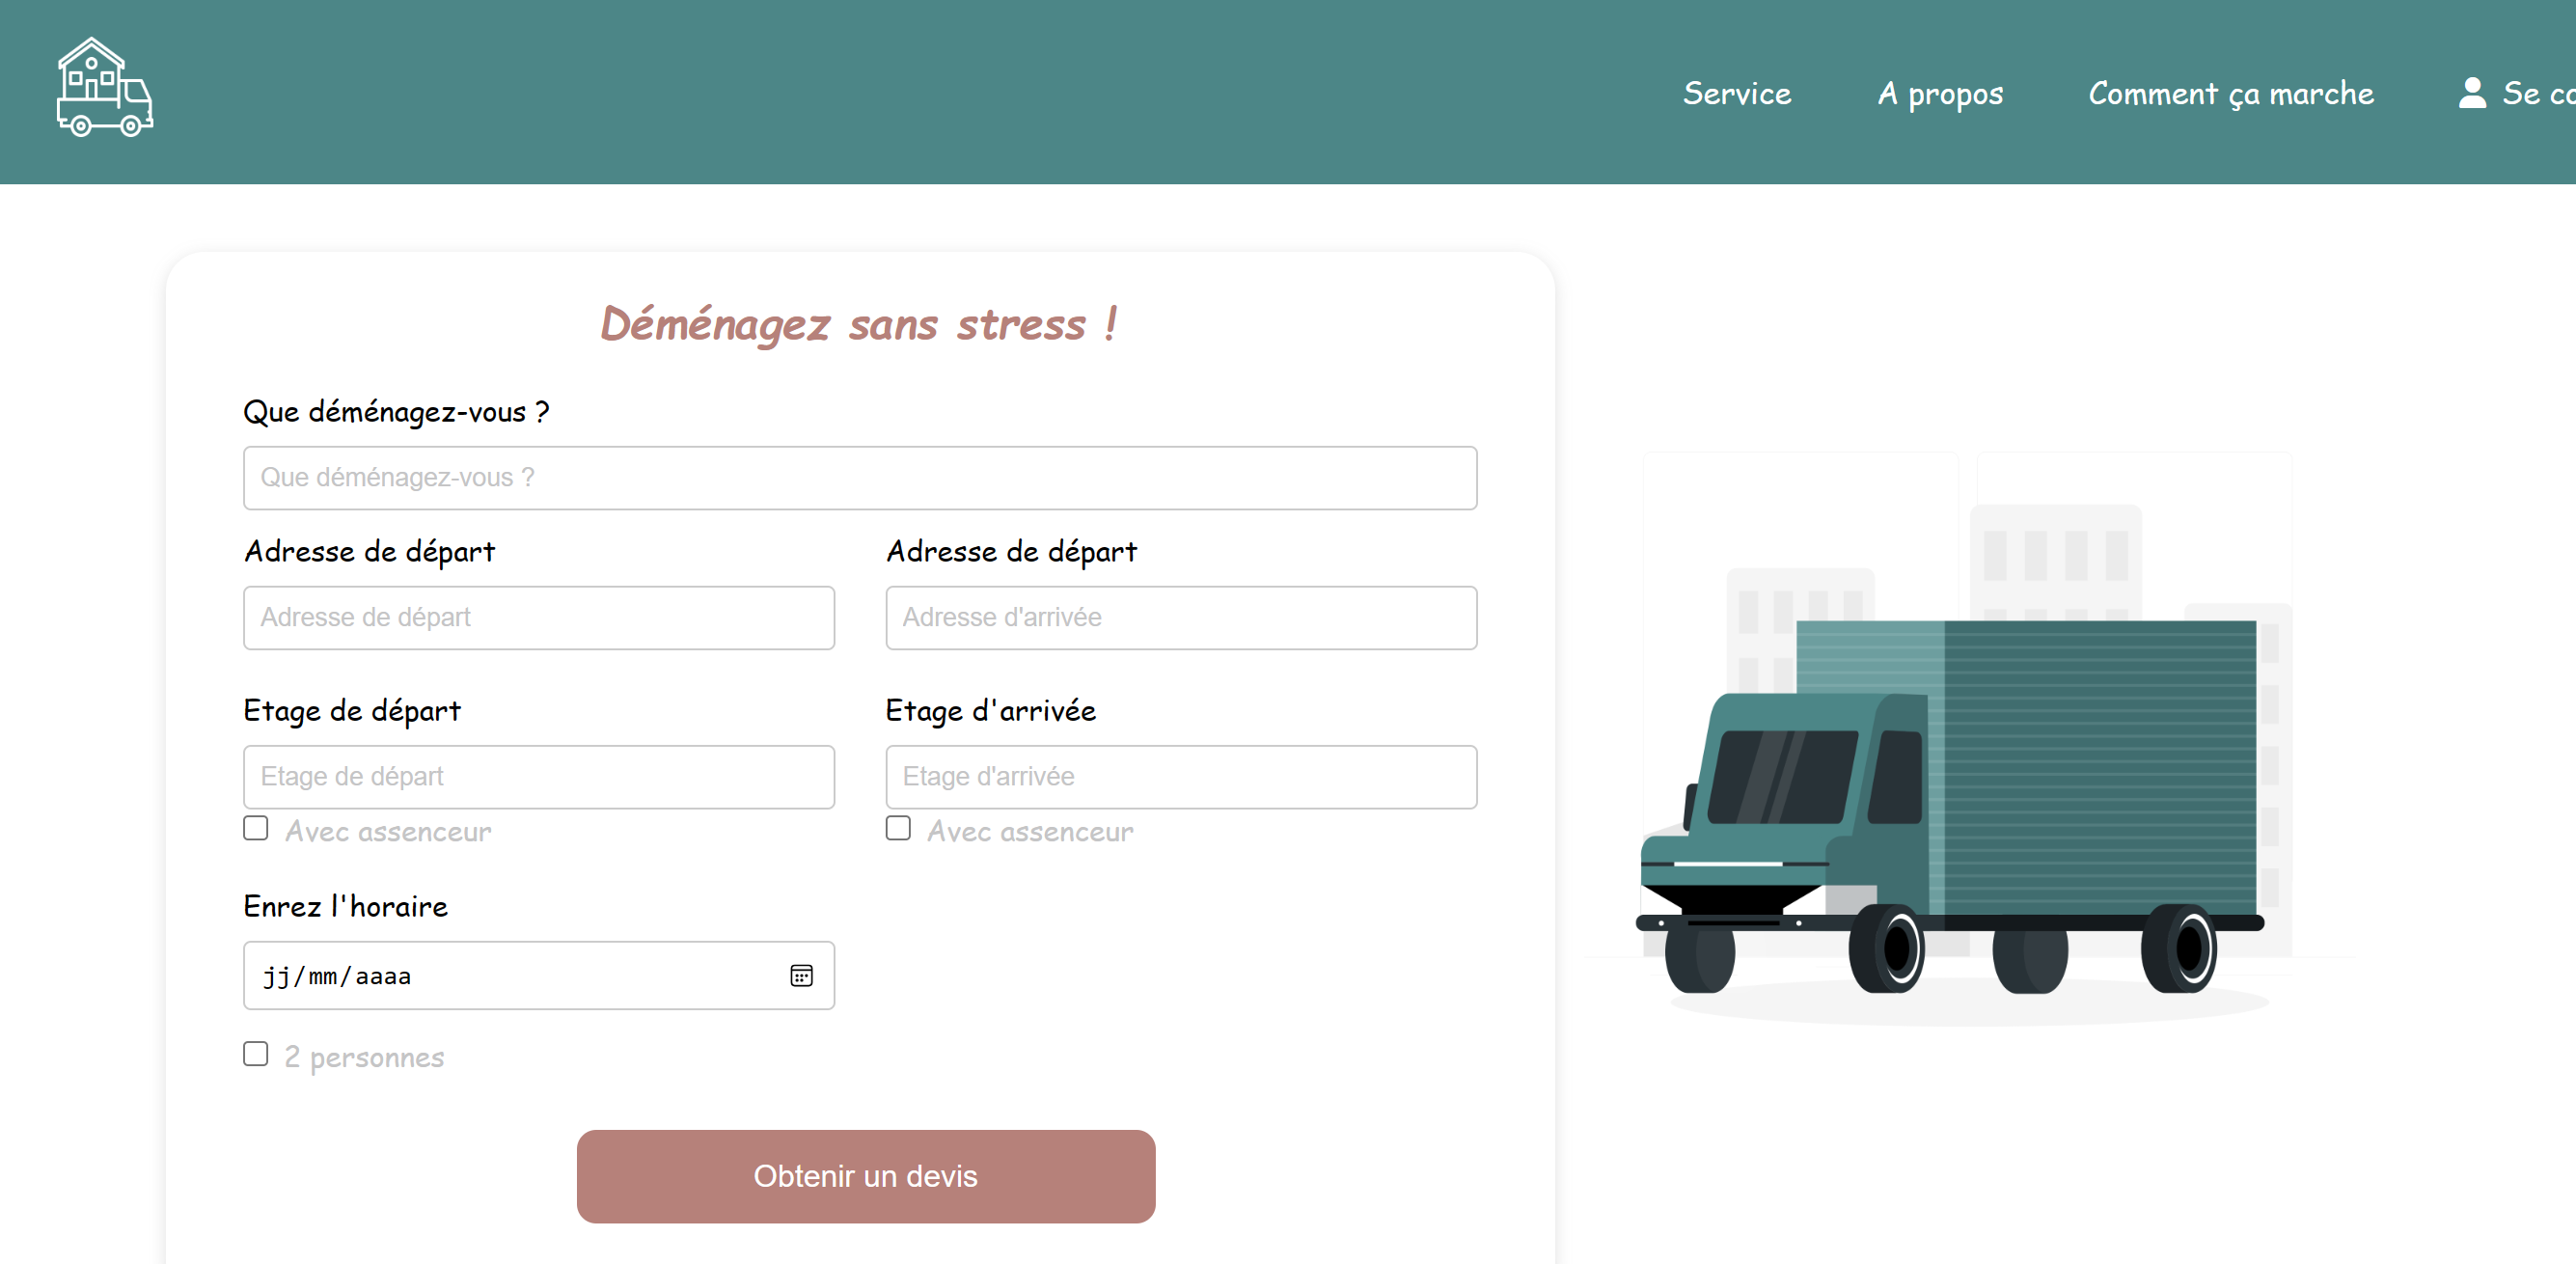 Service A propos Comment ça marche Se co
Déménagez sans stress !
Que déménagez-vous ?
Que déménagez-vous ?
Adresse de départ Adresse de départ
Adresse de départ Adresse d'arrivée
Etage de départ Etage d'arrivée
Etage de départ Etage d'arrivée
Avec assenceur Avec assenceur
Enrez l'horaire
jj/mm/aaaa
2 personnes
Obtenir un devis